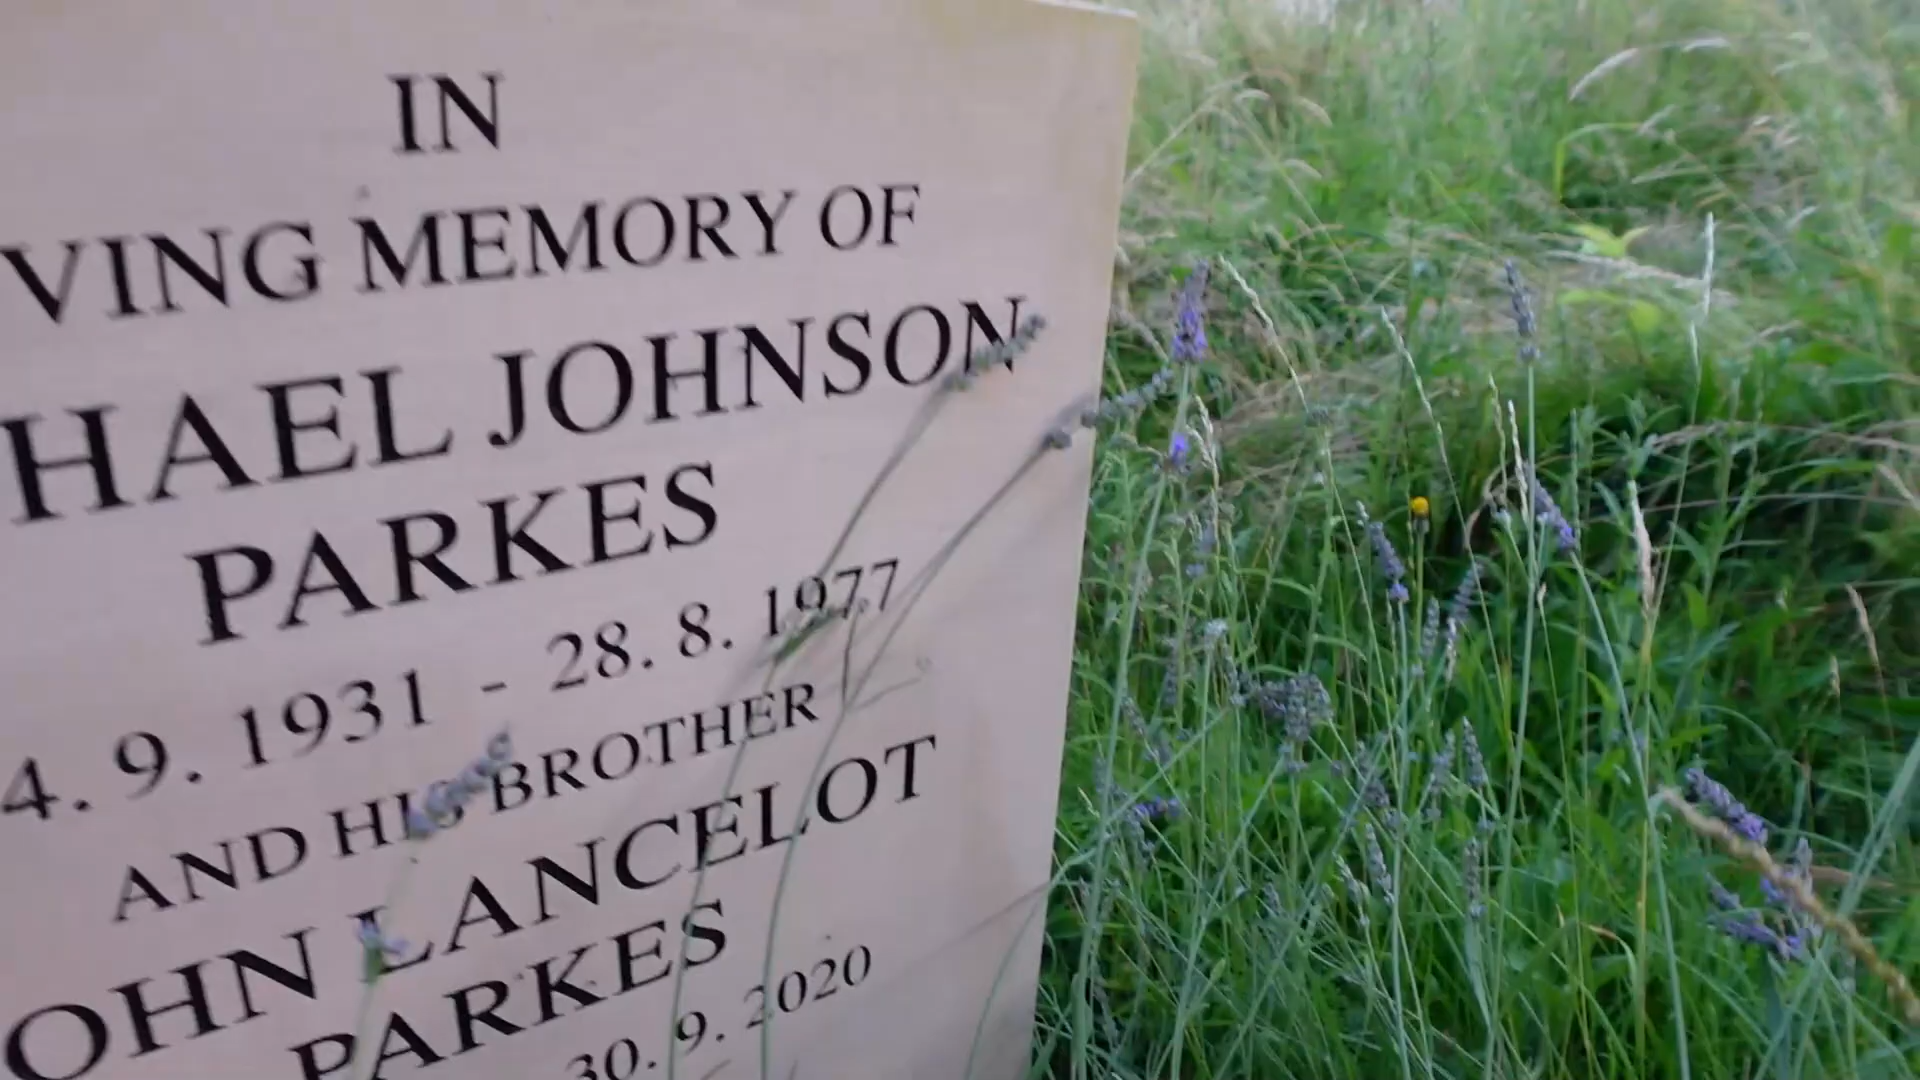 IN
VING MEMORY OF
HAEL JOHNSON
PARKES
4. 9. 1931 - 28. 8. 1977
AND HIS BROTHER
OHN LANCELOT
PARKES
30. 9. 2020